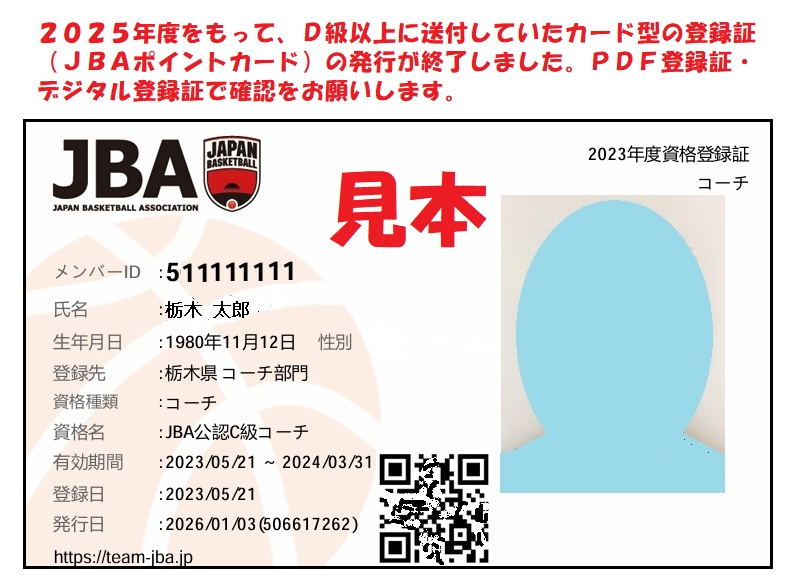 ２０２５年度をもって、Ｄ級以上に送付していたカード型の登録証
（ＪＢＡポイントカード）の発行が終了しました。ＰＤＦ登録証・
デジタル登録証で確認をお願いします。
JBA
JAPAN BASKETBALL ASSOCIATION
JAPAN
BASKETBALL
見本
2023年度資格登録証
コーチ
メンバーID :511111111
氏名 :栃木 太郎
生年月日 :1980年11月12日 性別
登録先 :栃木県 コーチ部門
資格種類 :コーチ
資格名 :JBA公認C級コーチ
有効期間 :2023/05/21 ~ 2024/03/31
登録日 :2023/05/21
発行日 :2026/01/03(506617262)
https://team-jba.jp